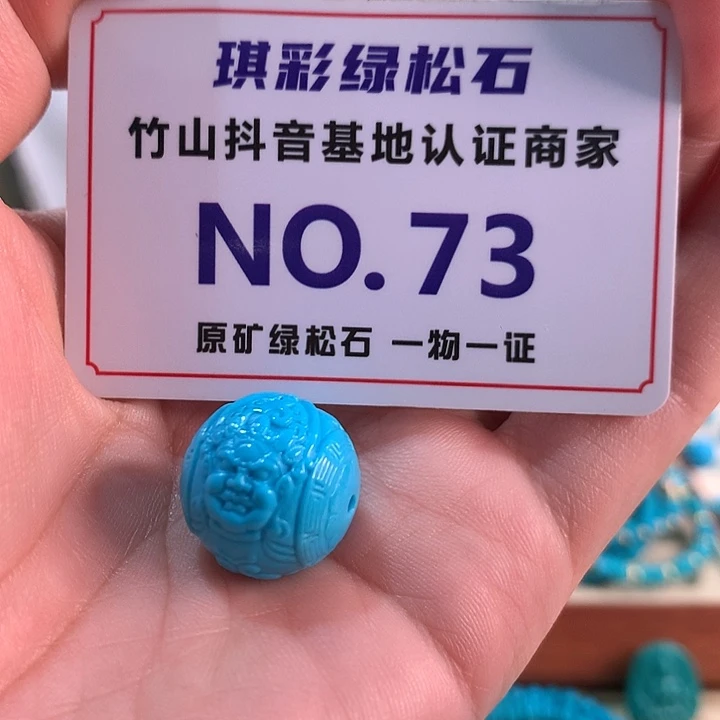 琪彩绿松石
竹山抖音基地认证商家
NO.73
原矿绿松石 一物一证